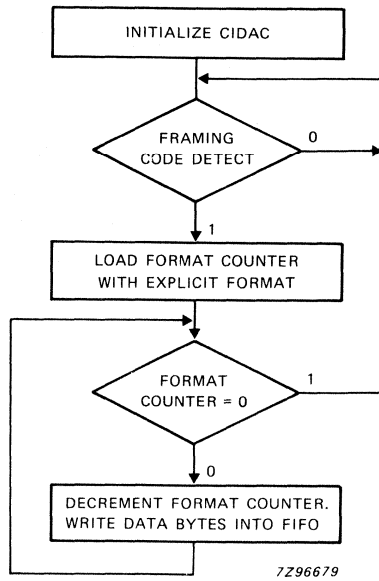 INITIALIZE CIDAC
FRAMING
CODE DETECT
0
1
LOAD FORMAT COUNTER
WITH EXPLICIT FORMAT
FORMAT
COUNTER = 0
1
0
DECREMENT FORMAT COUNTER.
WRITE DATA BYTES INTO FIFO
7Z96679